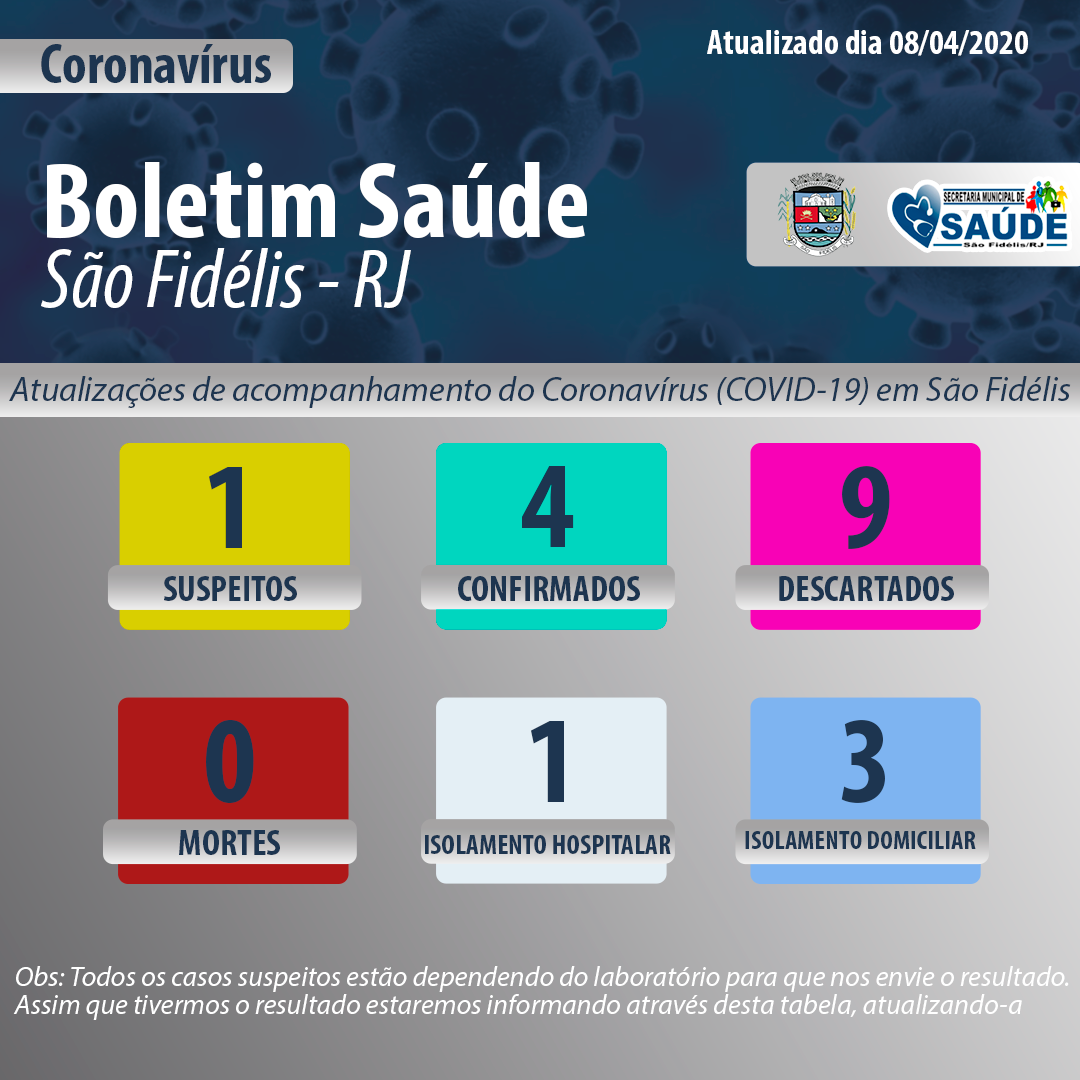 Coronavírus
Atualizado dia 08/04/2020
Boletim Saúde
São Fidélis - RJ
SECRETARIA MUNICIPAL DE
SAÚDE
São Fidélis/RJ
Atualizações de acompanhamento do Coronavírus (COVID-19) em São Fidélis
1
SUSPEITOS
4
CONFIRMADOS
9
DESCARTADOS
0
MORTES
1
ISOLAMENTO HOSPITALAR
3
ISOLAMENTO DOMICILIAR
Obs: Todos os casos suspeitos estão dependendo do laboratório para que nos envie o resultado.
Assim que tivermos o resultado estaremos informando através desta tabela, atualizando-a